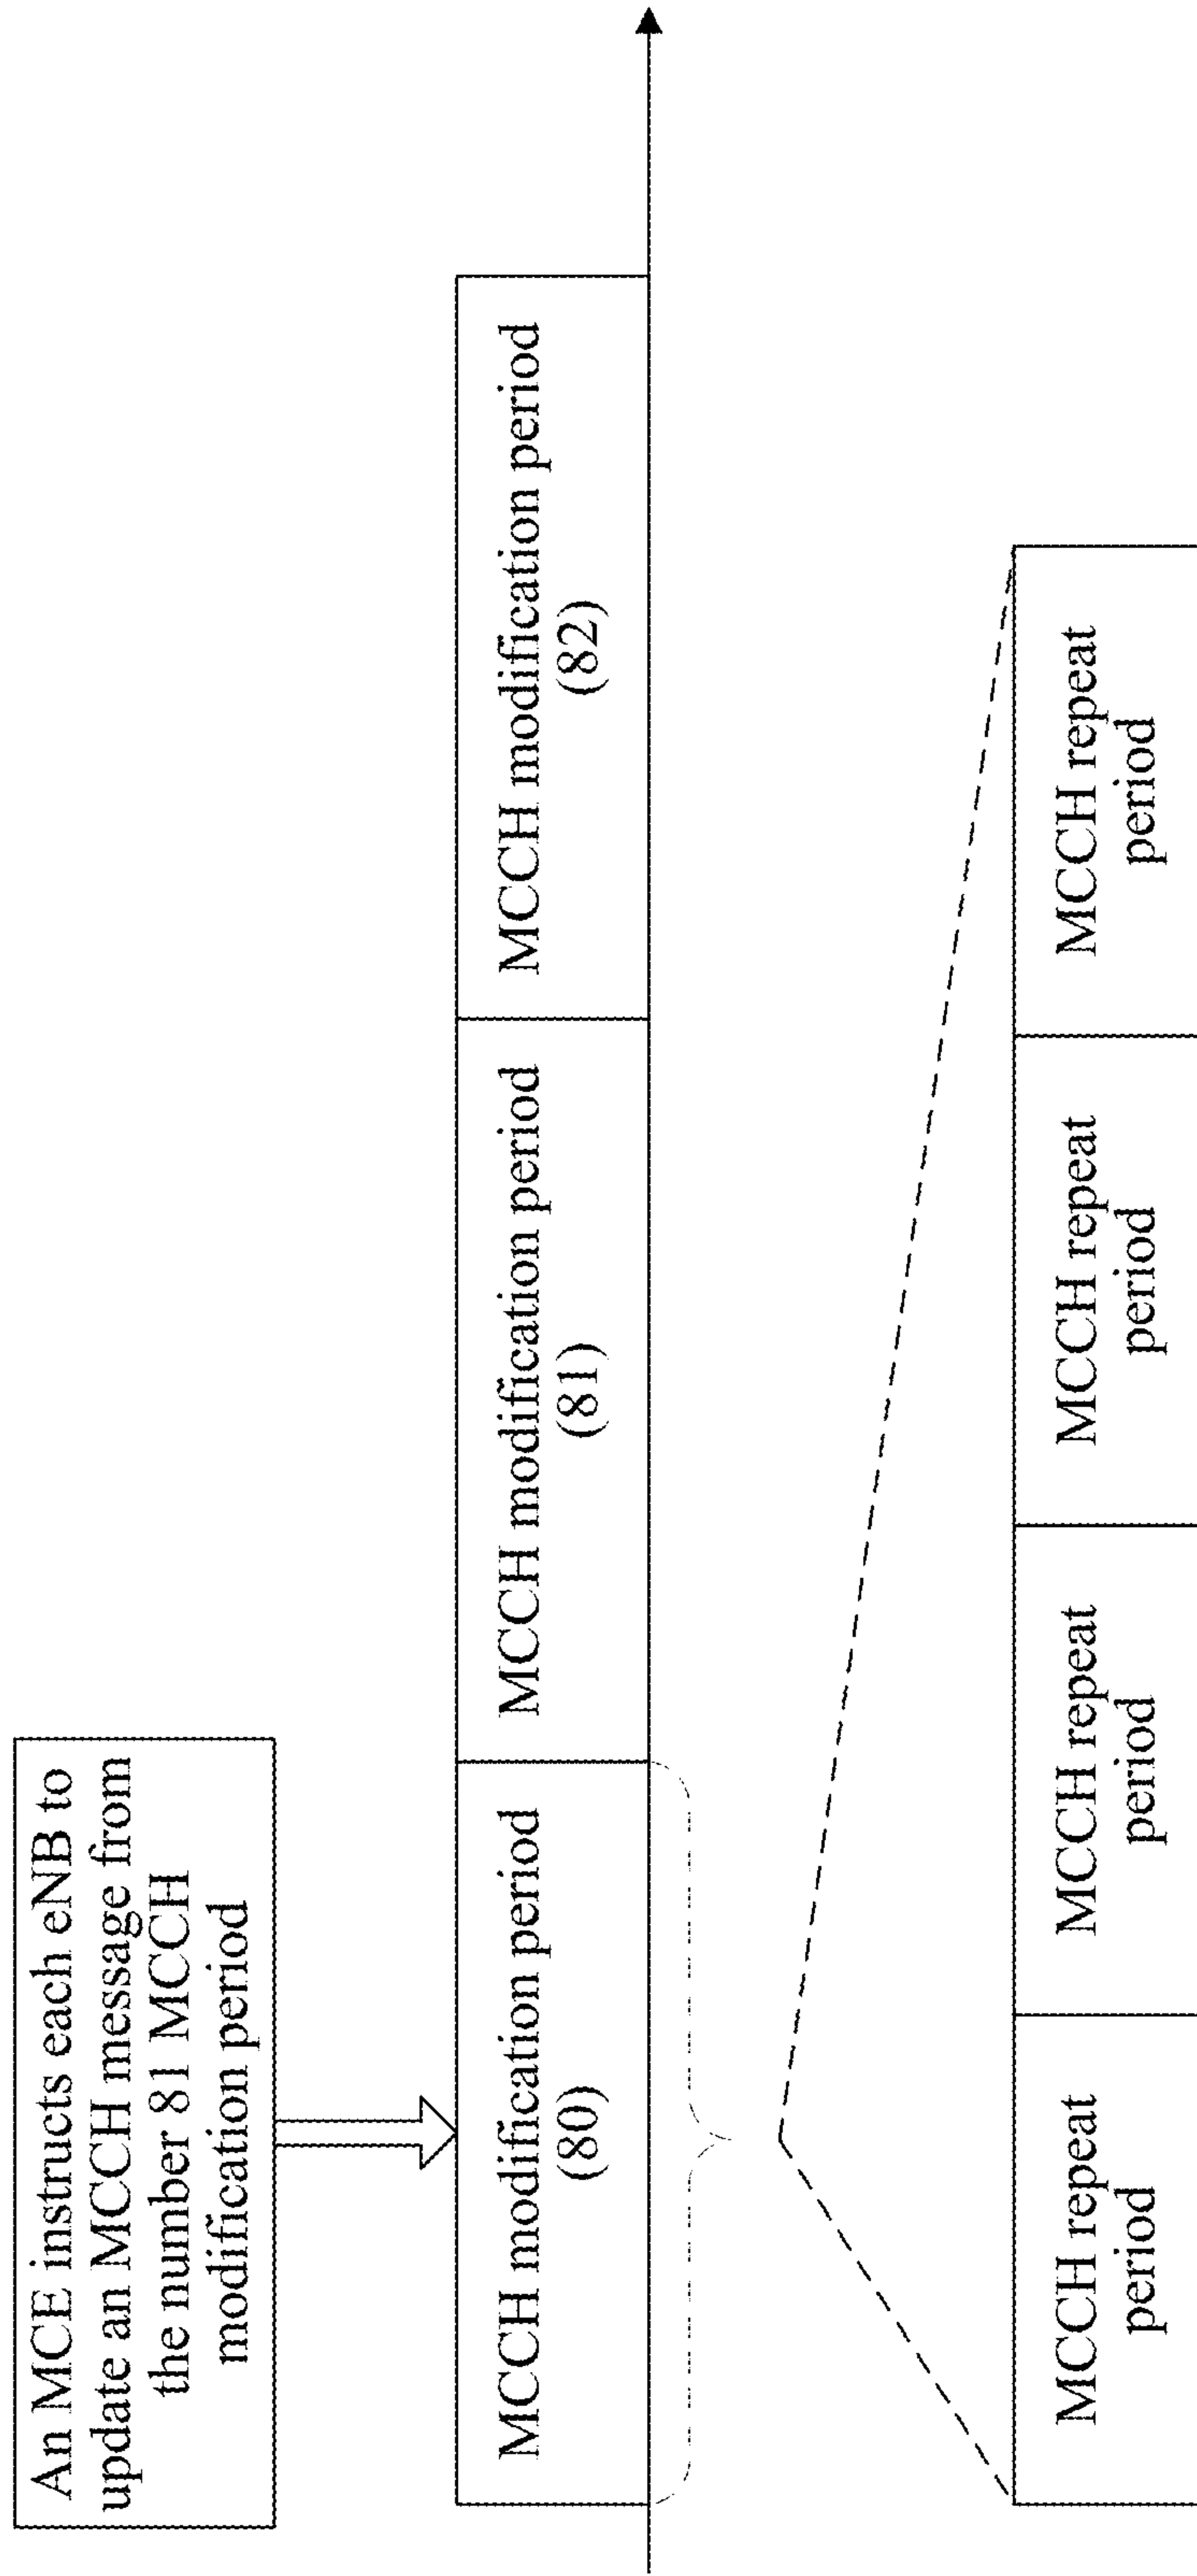 An MCE instructs each eNB to
update an MCCH message from
the number 81 MCCH
modification period
MCCH modification period
(80)
MCCH modification period
(81)
MCCH modification period
(82)
MCCH repeat
period
MCCH repeat
period
MCCH repeat
period
MCCH repeat
period